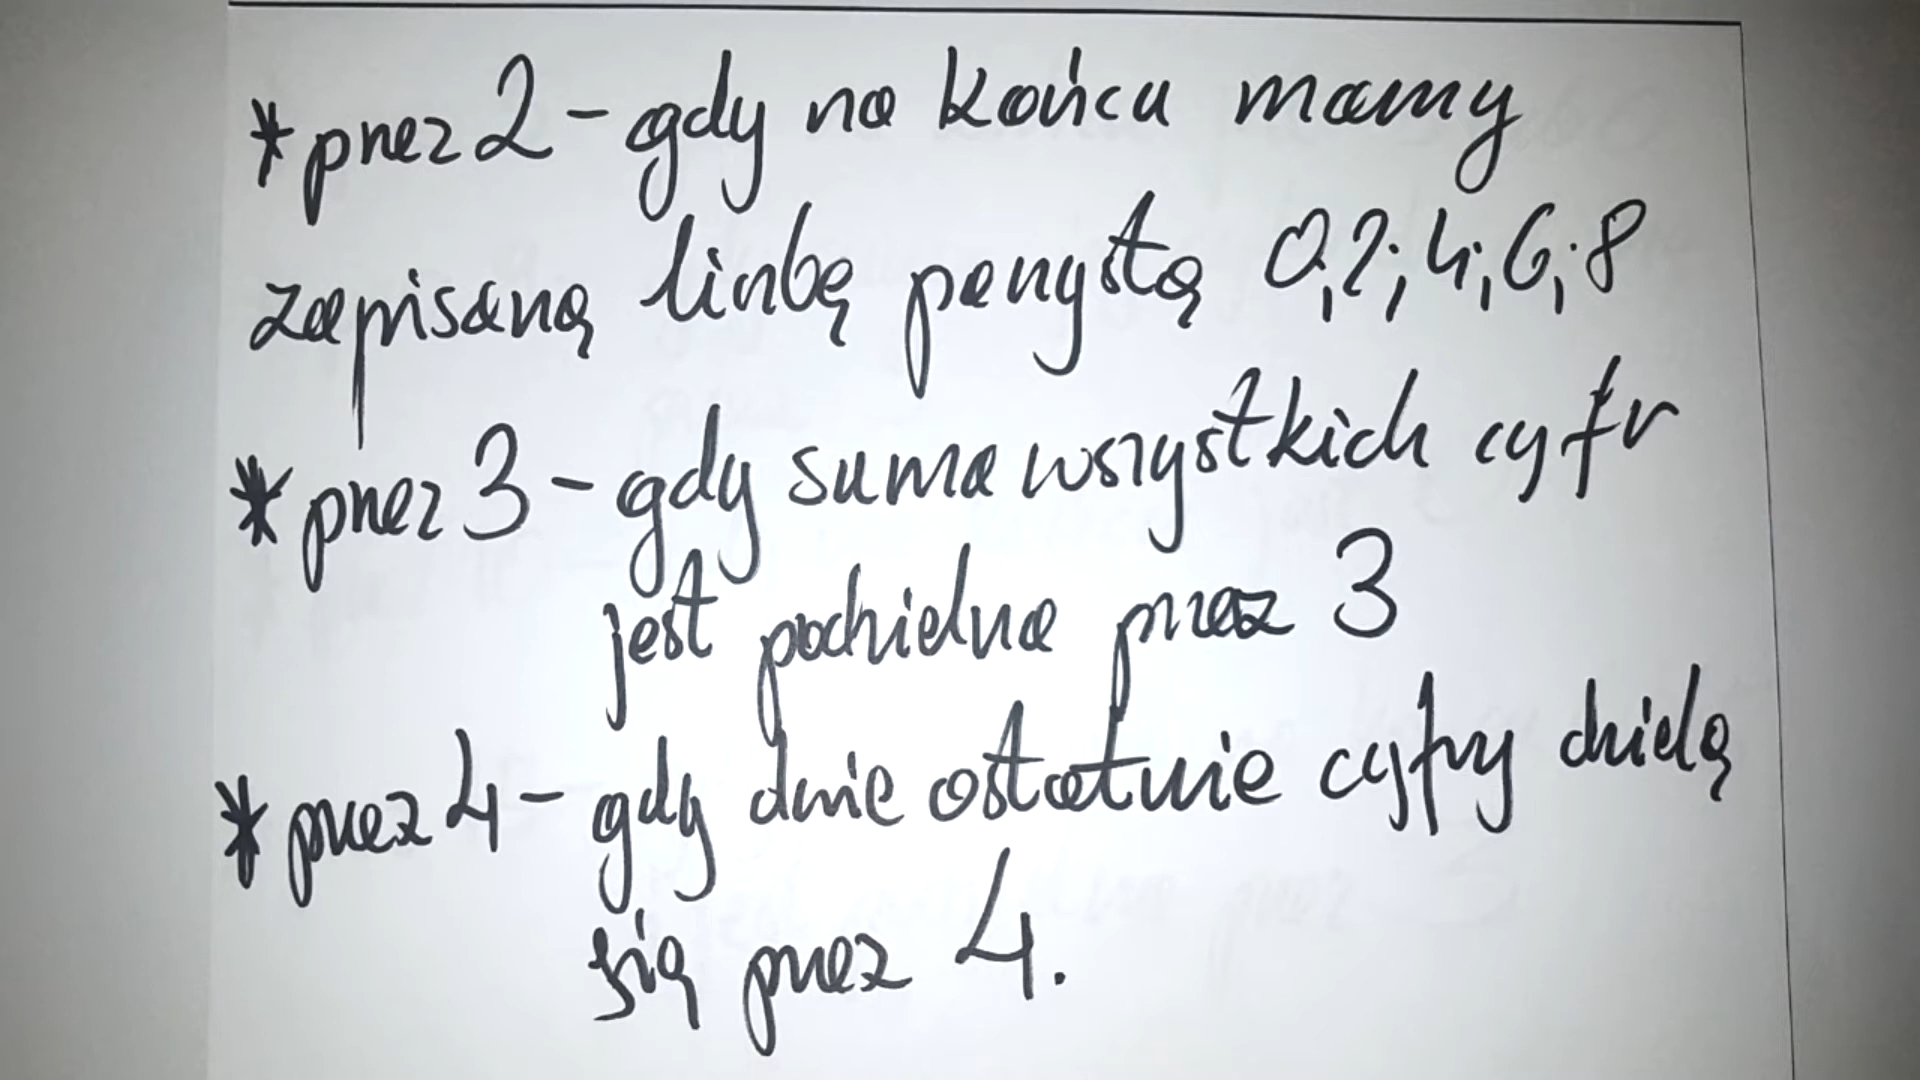 * przez 2 - gdy na końcu mamy
zapisaną liczbę parzystą 0,2;4;6;8
* przez 3 - gdy suma wszystkich cyfr
jest podzielna przez 3
* przez 4 - gdy dwie ostatnie cyfry dzielą
się przez 4.